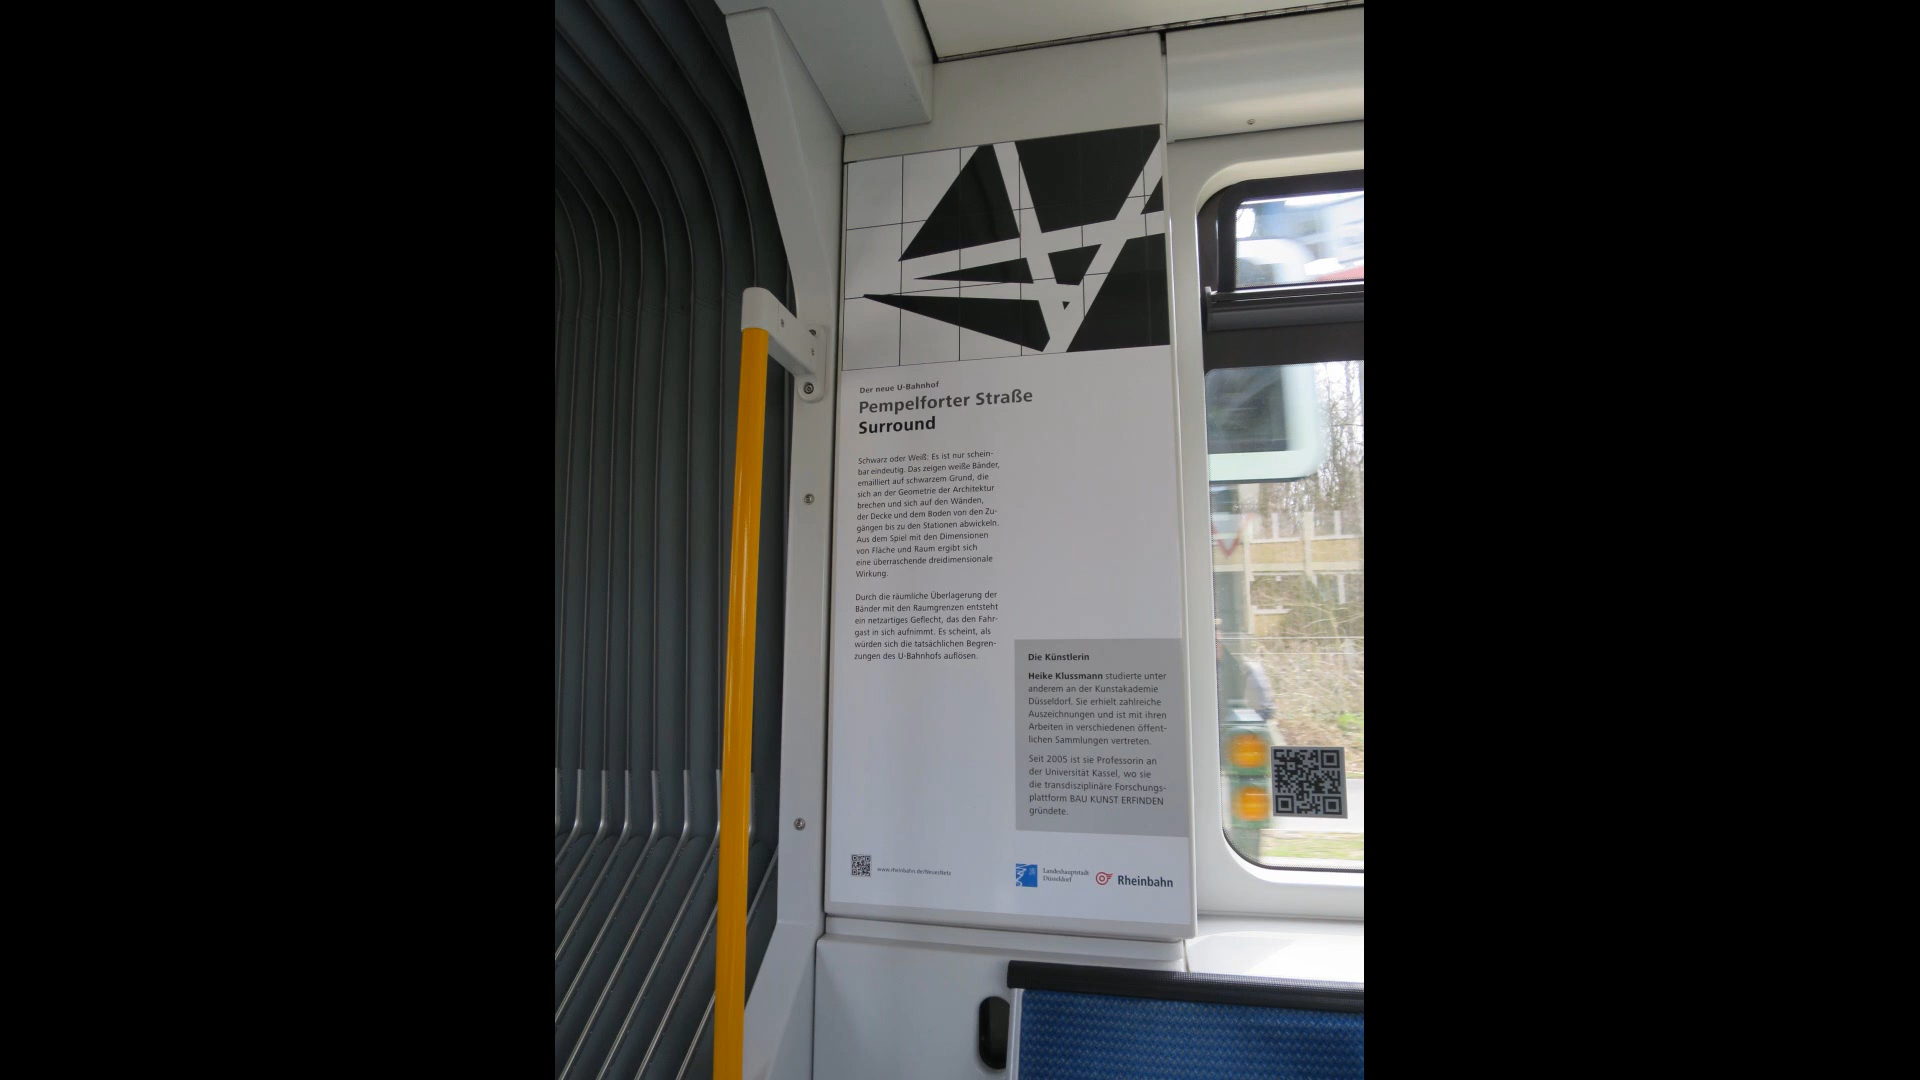 Der neue U-Bahnhof
Pempelforter Straße
Surround
Schwarz oder Weiß: Es ist nur schein-
bar eindeutig. Das zeigen weiße Bänder,
emailliert auf schwarzem Grund, die
sich an der Geometrie der Architektur
brechen und sich auf den Wänden,
der Decke und dem Boden von den Zu-
gängen bis zu den Stationen abwickeln.
Aus dem Spiel mit den Dimensionen
von Fläche und Raum ergibt sich
eine überraschende dreidimensionale
Wirkung.
Durch die räumliche Überlagerung der
Bänder mit den Raumgrenzen entsteht
ein netzartiges Geflecht, das den Fahr-
gast in sich aufnimmt. Es scheint, als
würden sich die tatsächlichen Begren-
zungen des U-Bahnhofs auflösen.
Die Künstlerin
Heike Klussmann studierte unter
anderem an der Kunstakademie
Düsseldorf. Sie erhielt zahlreiche
Auszeichnungen und ist mit ihren
Arbeiten in verschiedenen öffent-
lichen Sammlungen vertreten.
Seit 2005 ist sie Professorin an
der Universität Kassel, wo sie
die transdisziplinäre Forschungs-
plattform BAU KUNST ERFINDEN
gründete.
www.rheinbahn.de/NeuesNetz
Landeshauptstadt
Düsseldorf
Rheinbahn